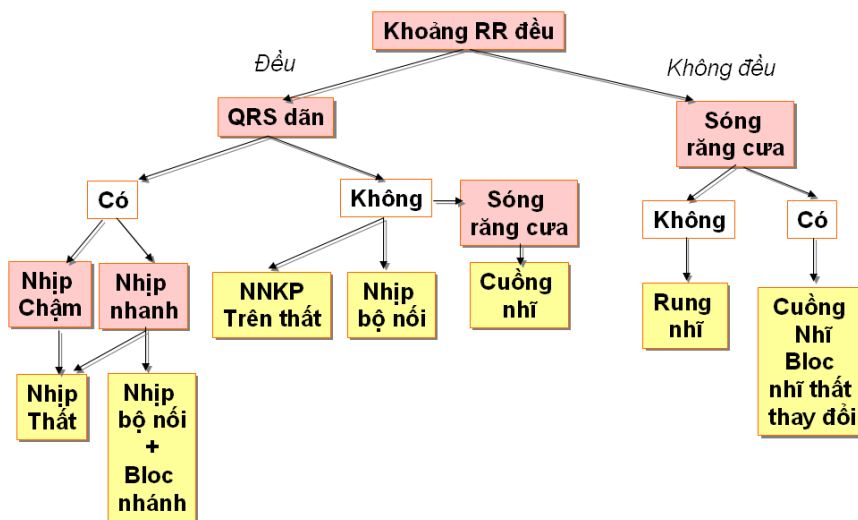 Khoảng RR đều
Đều
Không đều
QRS dãn
Sóng
răng cưa
Có
Không
Sóng
răng cưa
Không
Có
Nhịp
Chậm
Nhịp
nhanh
NNKP
Trên thất
Nhịp
bộ nối
Cuồng
nhĩ
Rung
nhĩ
Cuồng
Nhĩ
Bloc
nhĩ thất
thay đổi
Nhịp
Thất
Nhịp
bộ nối
+
Bloc
nhánh